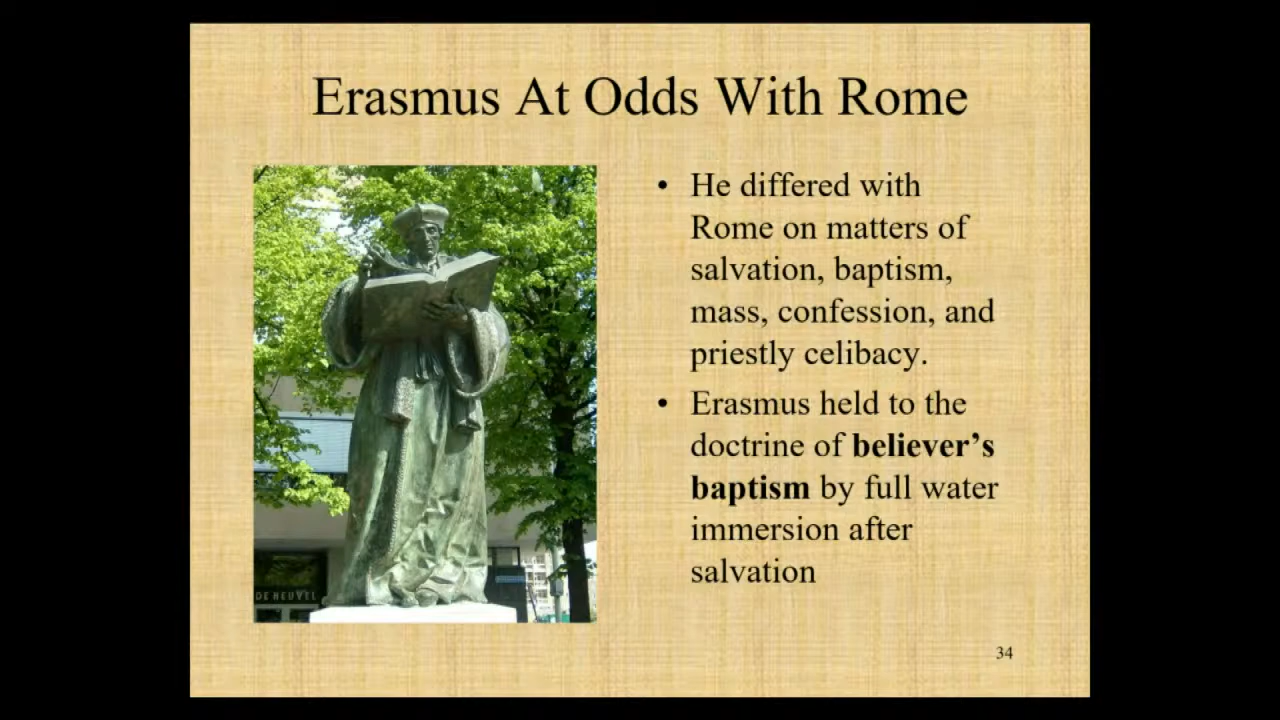 Erasmus At Odds With Rome
• He differed with
Rome on matters of
salvation, baptism,
mass, confession, and
priestly celibacy.
• Erasmus held to the
doctrine of believer’s
baptism by full water
immersion after
salvation
DE HEUVEL
34